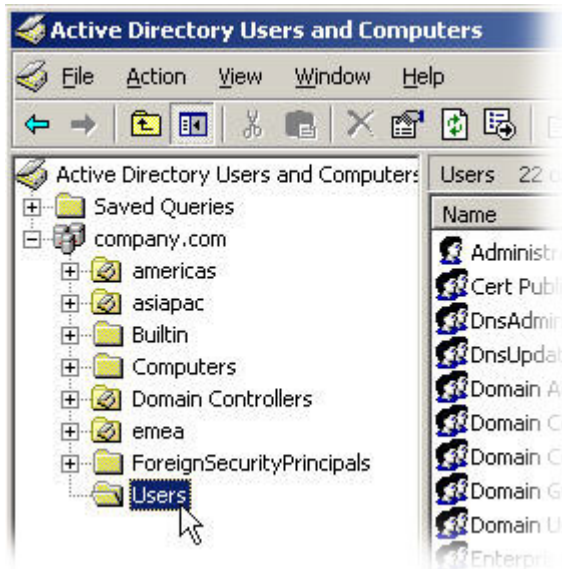 Active Directory Users and Computers
File Action View Window Help
Active Directory Users and Computers
Saved Queries
company.com
americas
asiapac
Builtin
Computers
Domain Controllers
emea
ForeignSecurityPrincipals
Users
Users 22
Name
Administr
Cert Publ
DnsAdmin
DnsUpdat
Domain A
Domain C
Domain C
Domain G
Domain U
Enterpri